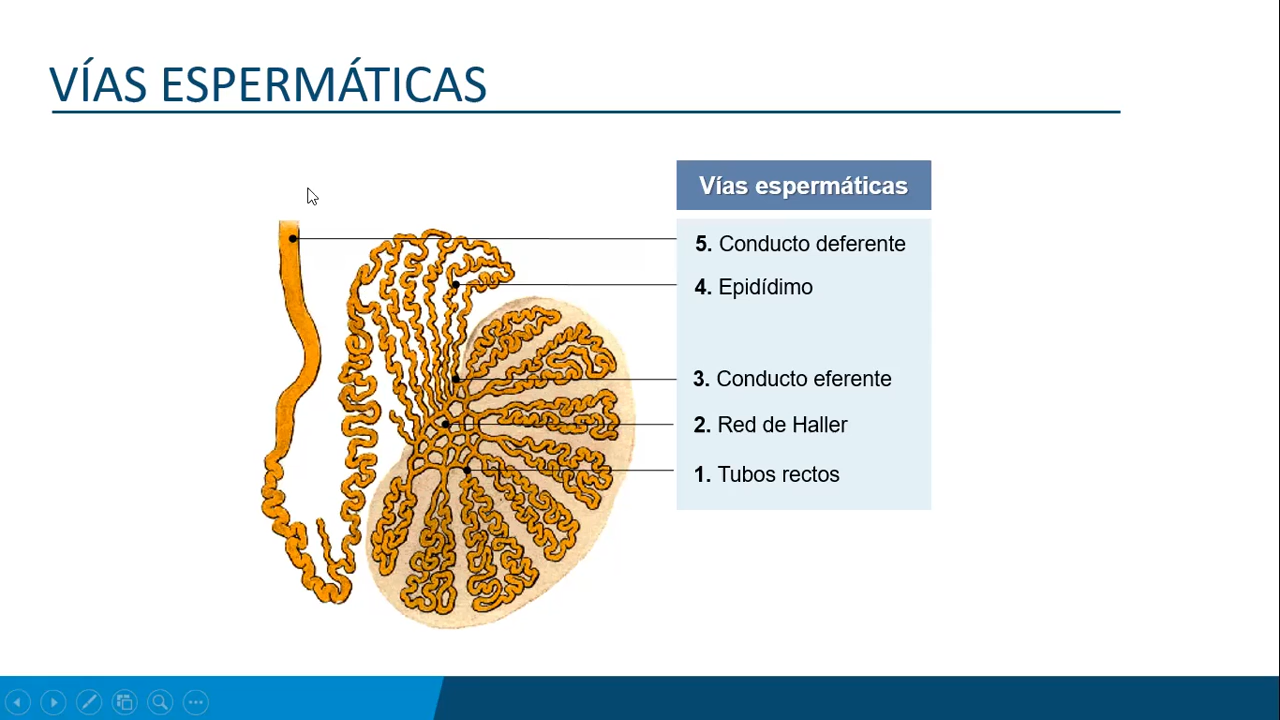 VÍAS ESPERMÁTICAS
Vías espermáticas
5. Conducto deferente
4. Epidídimo
3. Conducto eferente
2. Red de Haller
1. Tubos rectos